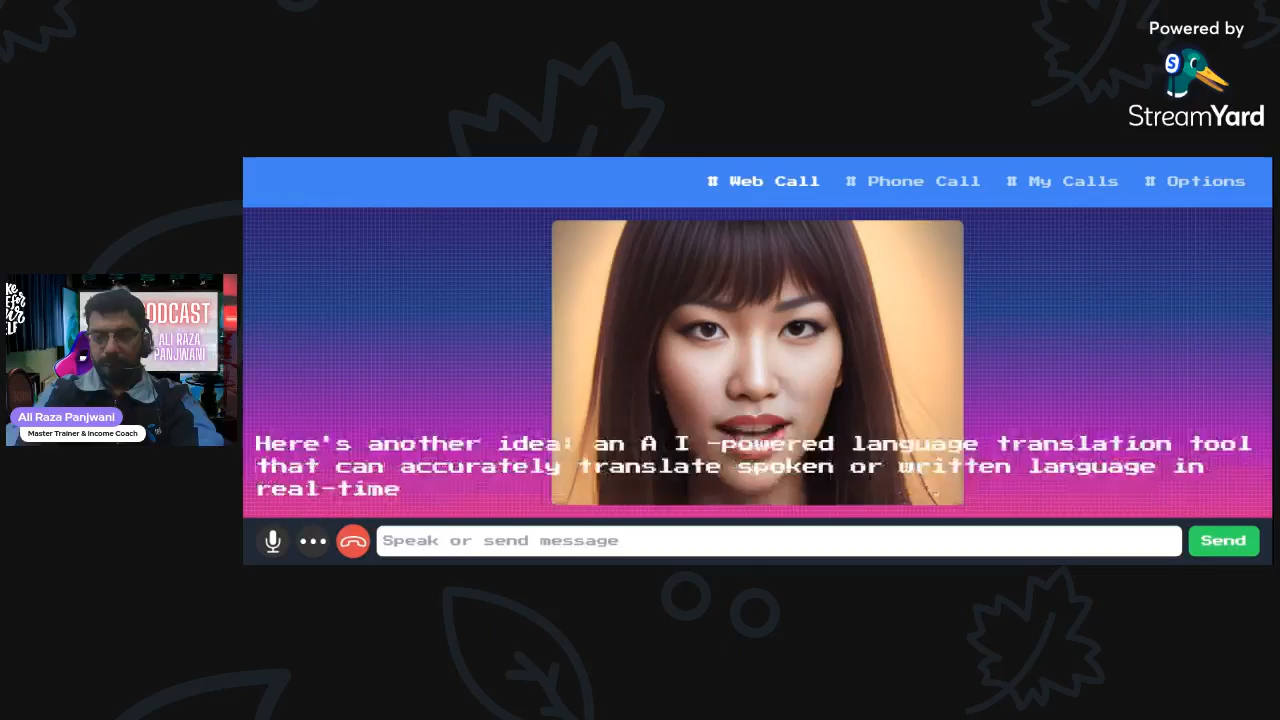 Powered by
StreamYard
# Web Call # Phone Call # My Calls # Options
ODCAST
ALI RAZA
PANJWANI
Ali Raza Panjwani
Master Trainer & Income Coach
Here's another idea: an A I -powered language translation tool
that can accurately translate spoken or written language in
real-time
Speak or send message
Send